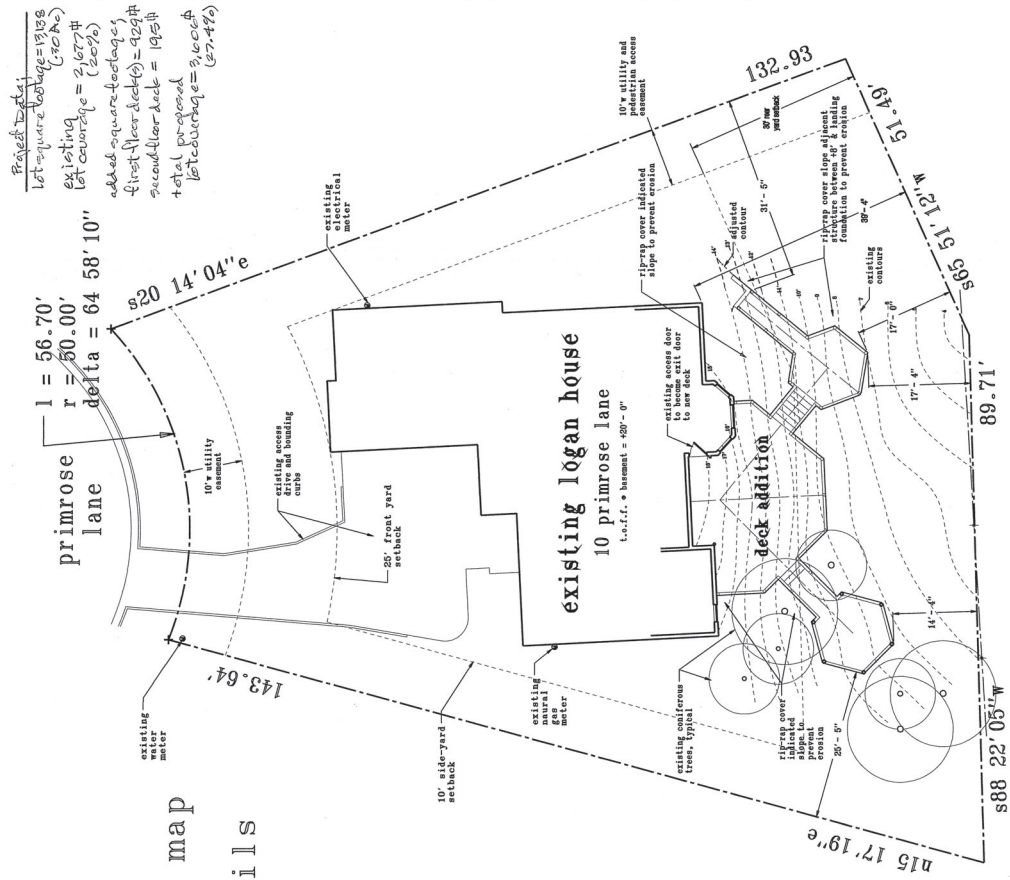 Project Data:
lot square footage = 13,138
(.30 Ac)
existing
lot coverage = 2,677
(20%)
added square footage:
first floor deck(s) = 929
second floor deck = 195
total proposed
lot coverage = 3,606
(27.4%)
l = 56.70'
r = 50.00'
delta = 64 58'10"
primrose
lane
s20 14'04"e
132.93
51.49'
s65 51'12" W
89.71'
s88 22'05" W
n15 17'19"e
143.64'
10'w utility and
pedestrian access
easement
30' rear
yard setback
existing
electrical
meter
rip-rap cover indicated
slope to prevent erosion
adjusted
contour
31'- 5"
39'- 4"
rip-rap cover slope adjacent
structure between +8' & landing
foundation to prevent erosion
existing
contours
17'- 4"
10'w utility
easement
existing access
drive and bounding
curbs
25' front yard
setback
existing logan house
10 primrose lane
t.o.f.f. @ basement = +20'- 0"
existing access door
to become exit door
to new deck
deck addition
existing
water
meter
10' side-yard
setback
existing
naural
gas
meter
existing coniferous
trees, typical
rip-rap cover
indicated
slope to
prevent
erosion
25'- 5"
map
ils